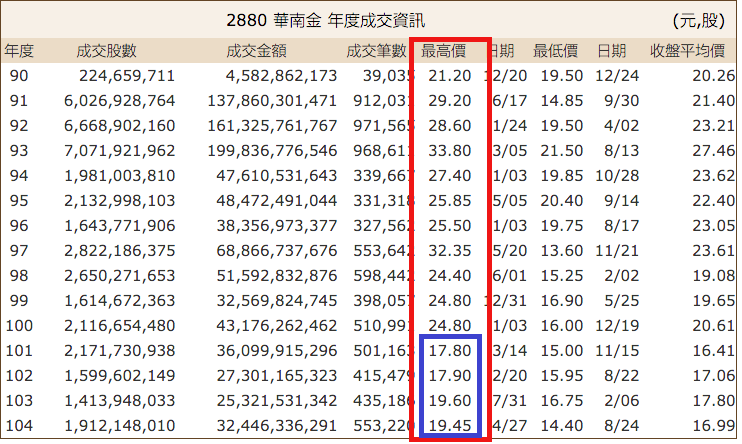 2880 華南金 年度成交資訊 (元,股)
年度 成交股數 成交金額 成交筆數 最高價 日期 最低價 日期 收盤平均價
90 224,659,711 4,582,862,173 39,035 21.20 12/20 19.50 12/24 20.26
91 6,026,928,764 137,860,301,471 912,031 29.20 6/17 14.85 9/30 21.40
92 6,668,902,160 161,325,761,767 971,565 28.60 1/24 19.50 4/02 23.21
93 7,071,921,962 199,836,776,546 968,611 33.80 3/05 21.50 8/13 27.46
94 1,981,003,810 47,610,531,643 339,667 27.40 1/03 19.85 10/28 23.62
95 2,132,998,103 48,472,491,044 331,318 25.85 5/05 20.40 9/14 22.40
96 1,643,771,906 38,356,973,377 327,562 25.50 1/03 19.75 8/17 23.05
97 2,822,186,375 68,866,737,676 553,642 32.35 5/20 13.60 11/21 23.61
98 2,650,271,653 51,592,832,876 598,442 24.40 6/01 15.25 2/02 19.08
99 1,614,672,363 32,569,824,745 398,057 24.80 12/31 16.90 5/25 19.65
100 2,116,654,480 43,176,262,462 510,991 24.80 1/03 16.00 12/19 20.61
101 2,171,730,938 36,099,915,296 501,163 17.80 3/14 15.00 11/15 16.41
102 1,599,602,149 27,301,165,323 415,479 17.90 12/20 15.95 8/22 17.06
103 1,413,948,033 25,321,531,342 435,186 19.60 7/31 16.75 2/06 17.80
104 1,912,148,010 32,446,336,291 553,220 19.45 4/27 14.40 8/24 16.99